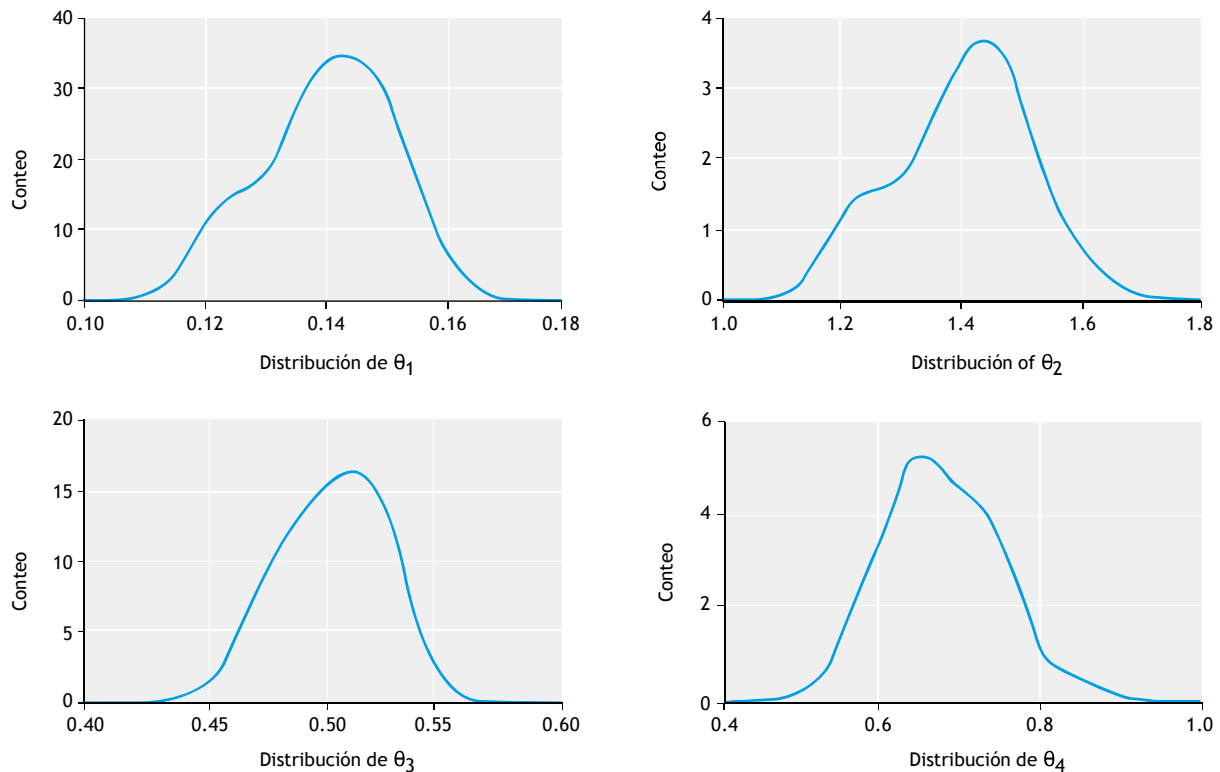 40
30
20
10
0
Conteo
0.10 0.12 0.14 0.16 0.18
Distribución de θ1
4
3
2
1
0
Conteo
1.0 1.2 1.4 1.6 1.8
Distribución of θ2
20
15
10
5
0
Conteo
0.40 0.45 0.50 0.55 0.60
Distribución de θ3
6
4
2
0
Conteo
0.4 0.6 0.8 1.0
Distribución de θ4